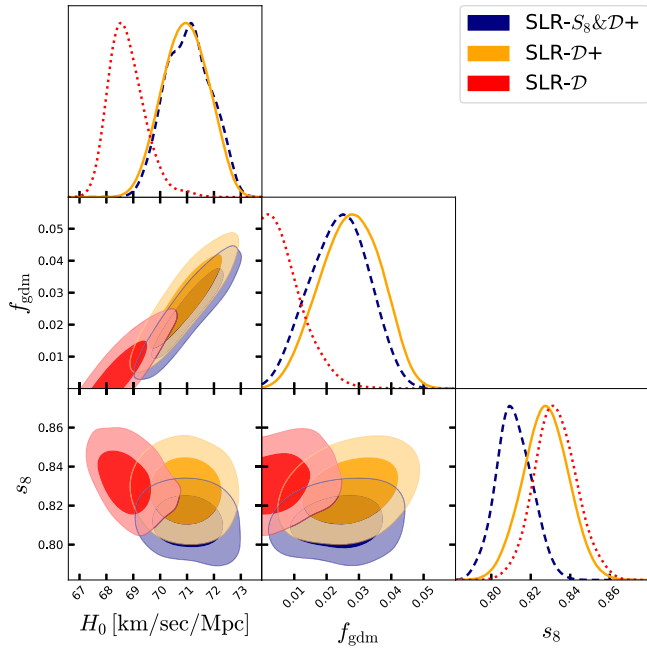 SLR-S₈&𝒟+
SLR-𝒟+
SLR-𝒟
f_gdm
0.05
0.04
0.03
0.02
0.01
s₈
0.86
0.84
0.82
0.80
67 68 69 70 71 72 73
H₀ [km/sec/Mpc]
0.01 0.02 0.03 0.04 0.05
f_gdm
0.80 0.82 0.84 0.86
s₈